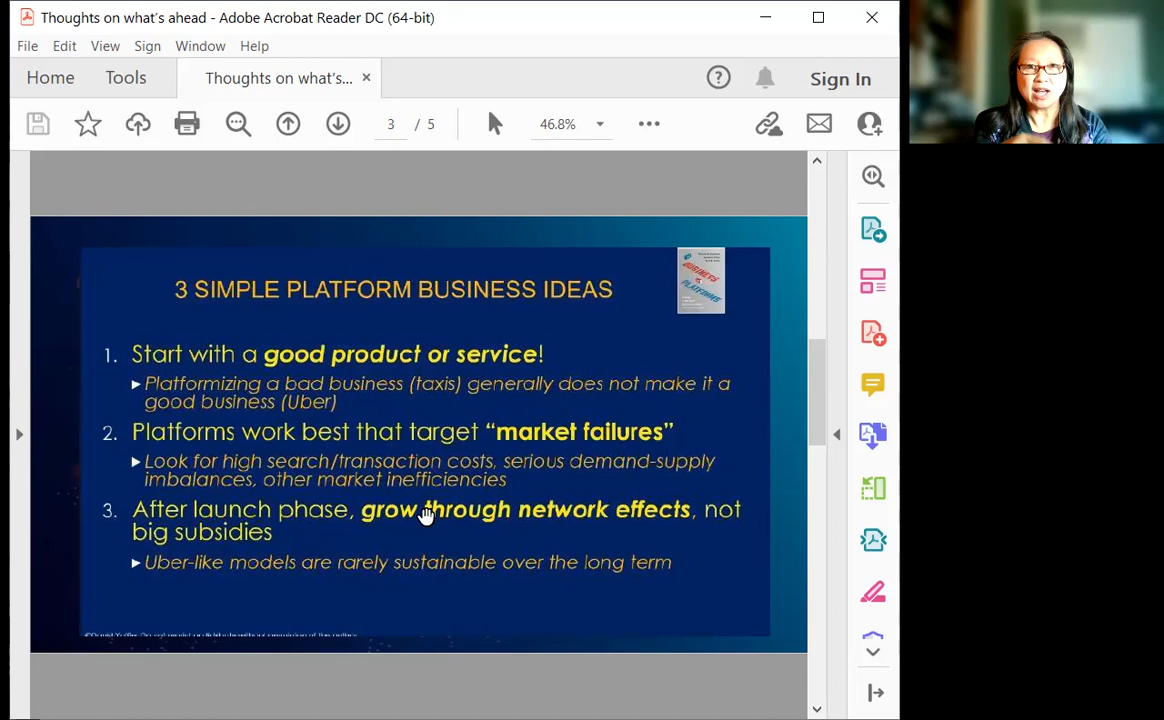 Thoughts on what's ahead - Adobe Acrobat Reader DC (64-bit)
File Edit View Sign Window Help
Home Tools Thoughts on what's... × Sign In
3 / 5 46.8%
3 SIMPLE PLATFORM BUSINESS IDEAS
BUSINESS
PLATFORMS
1. Start with a good product or service!
Platformizing a bad business (taxis) generally does not make it a
good business (Uber)
2. Platforms work best that target “market failures”
Look for high search/transaction costs, serious demand-supply
imbalances, other market inefficiencies
3. After launch phase, grow through network effects, not
big subsidies
Uber-like models are rarely sustainable over the long term